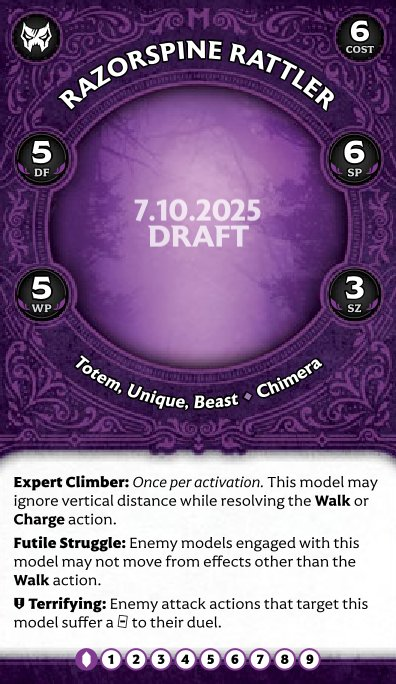 6
COST
RAZORSPINE RATTLER
5
DF
6
SP
7.10.2025
DRAFT
5
WP
3
SZ
Totem, Unique, Beast ⬥ Chimera
Expert Climber: Once per activation. This model may
ignore vertical distance while resolving the Walk or
Charge action.
Futile Struggle: Enemy models engaged with this
model may not move from effects other than the
Walk action.
Terrifying: Enemy attack actions that target this
model suffer a to their duel.
1 2 3 4 5 6 7 8 9